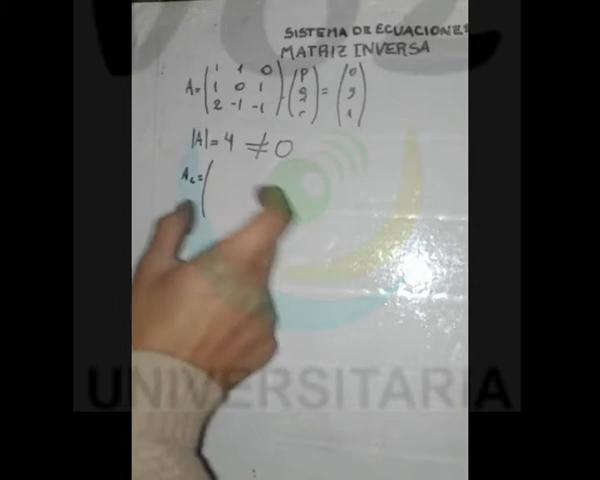 SISTEMA DE ECUACIONES
MATRIZ INVERSA
A = ( 1 1 0 ) ( P ) = ( 0 )
( 1 0 1 ) . ( q ) ( 3 )
( 2 -1 -1 ) ( r ) ( 1 )
|A| = 4 ≠ 0
Ac = (
UNIVERSITARIA